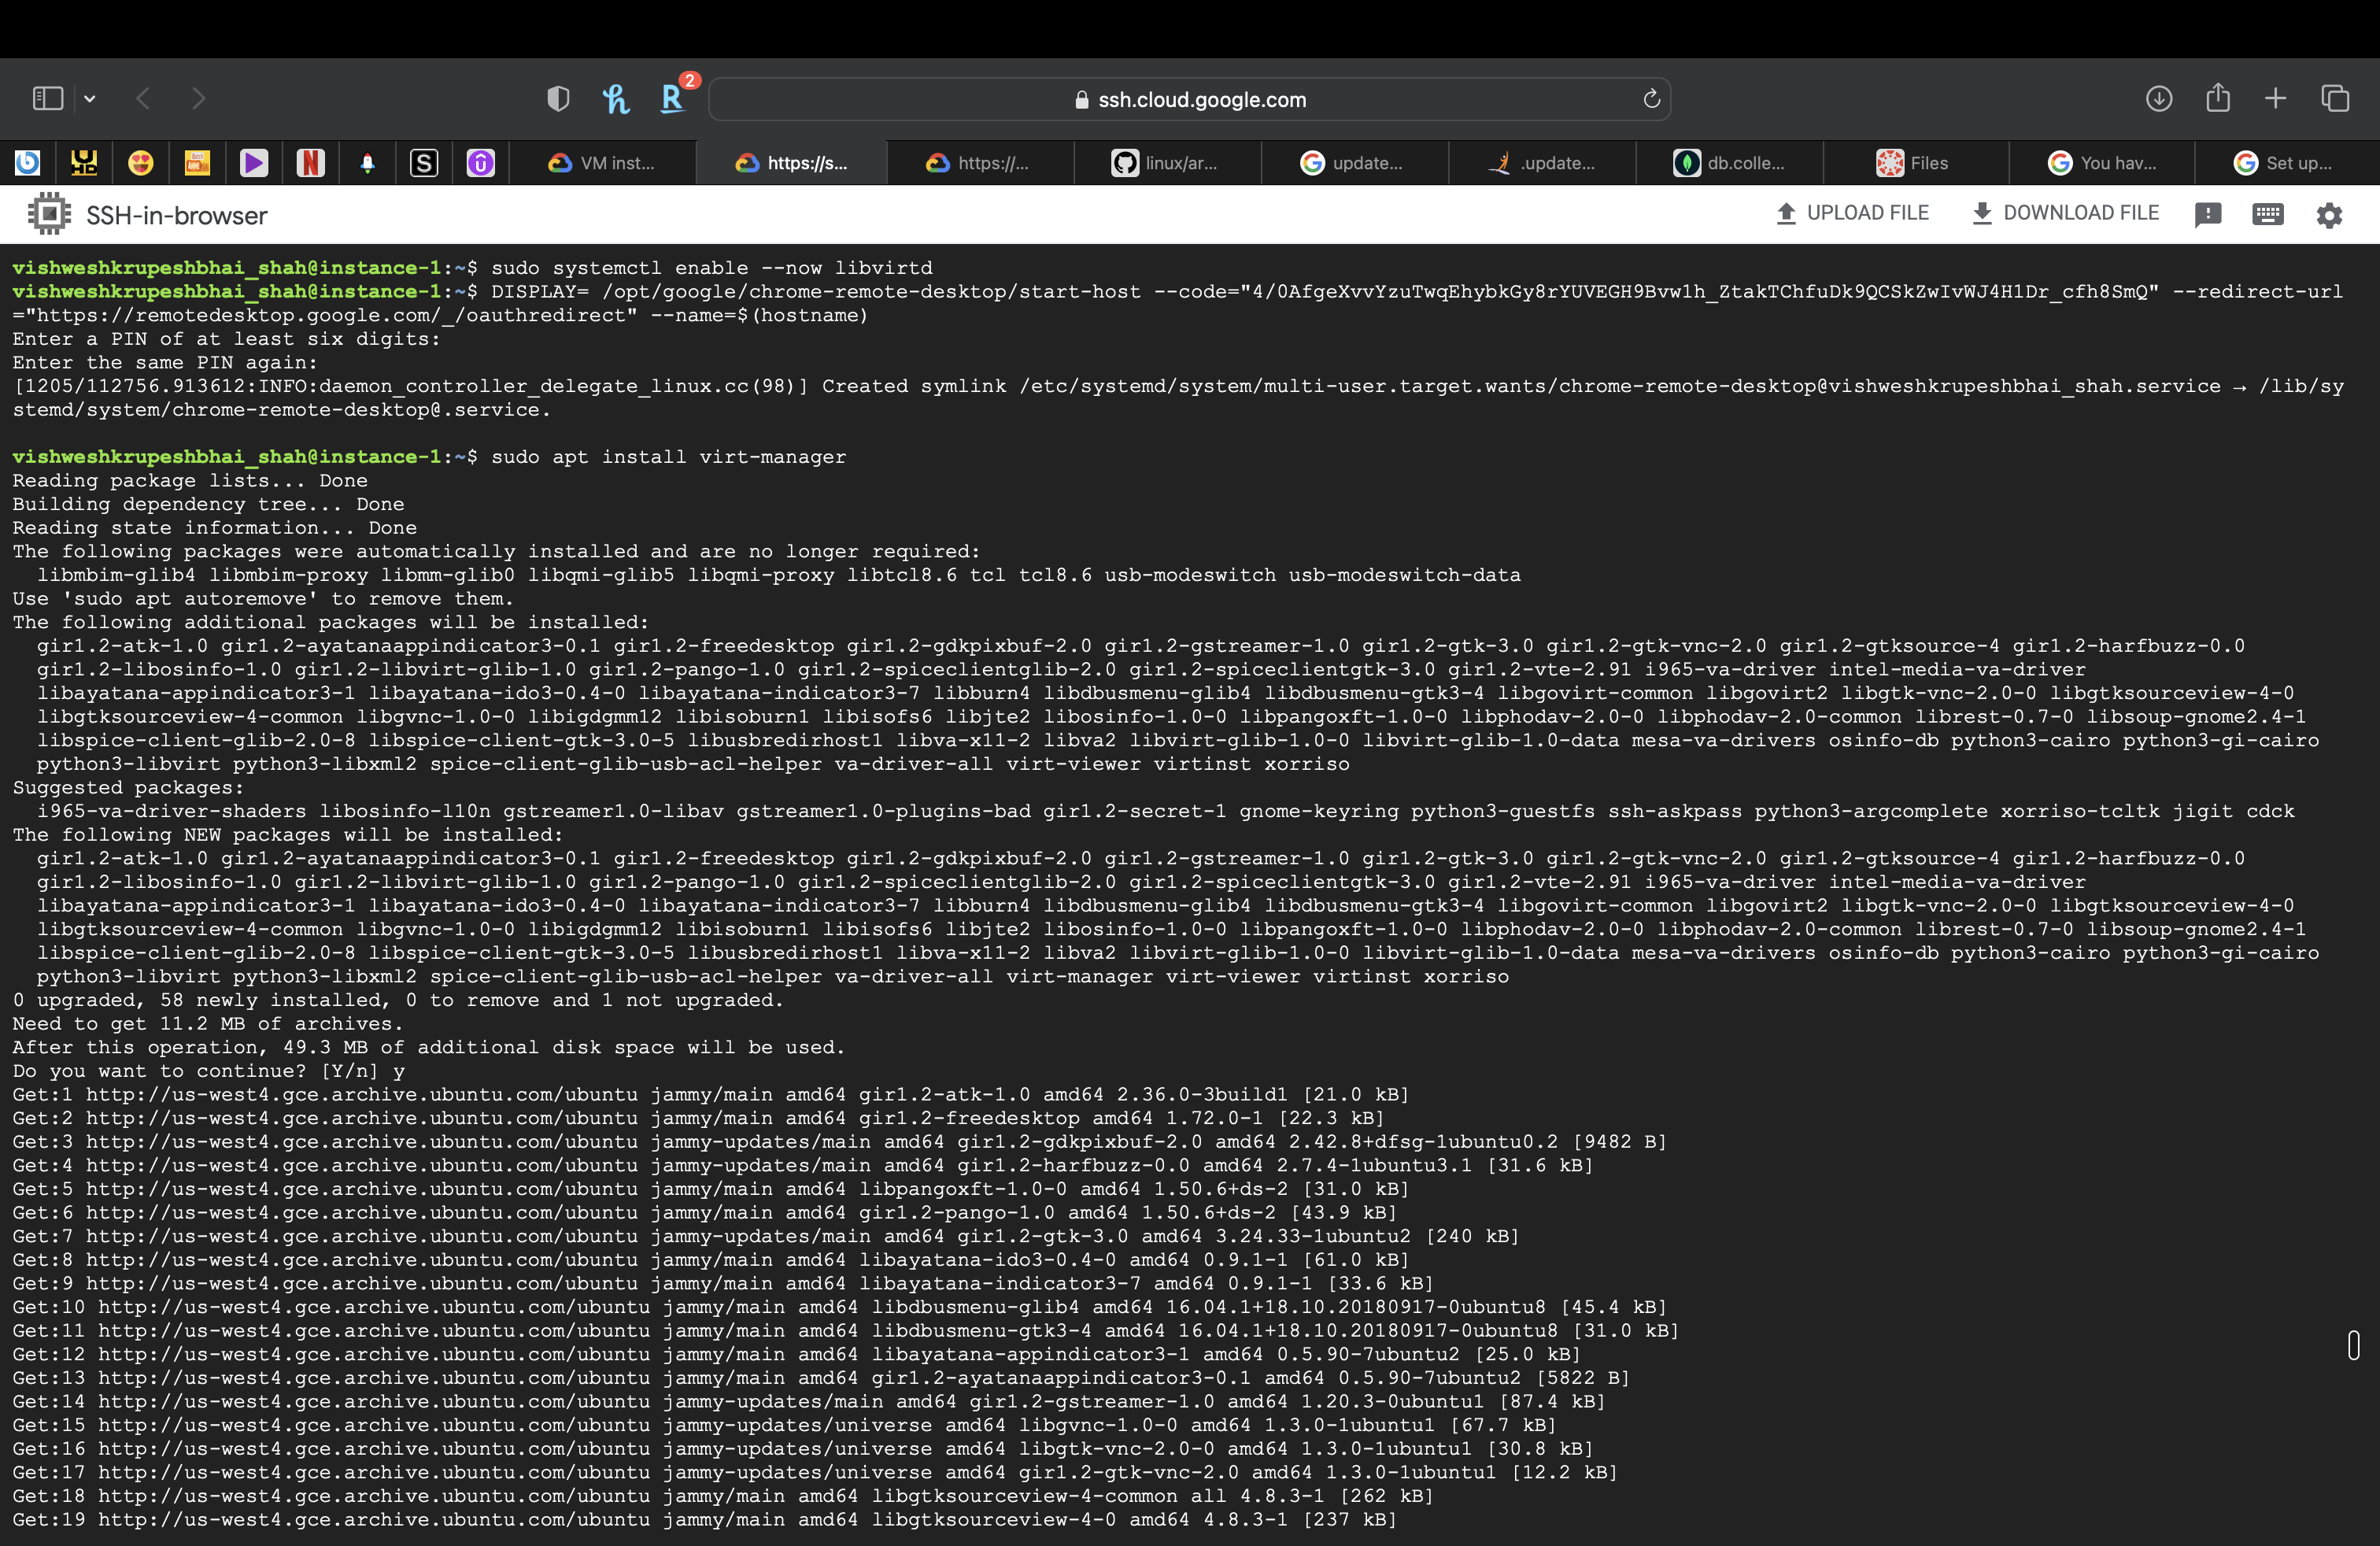 2
ssh.cloud.google.com
VM inst...
https://s...
https://...
linux/ar...
update...
.update...
db.colle...
Files
You hav...
Set up...
SSH-in-browser
UPLOAD FILE
DOWNLOAD FILE
vishweshkrupeshbhai_shah@instance-1:~$ sudo systemctl enable --now libvirtd
vishweshkrupeshbhai_shah@instance-1:~$ DISPLAY= /opt/google/chrome-remote-desktop/start-host --code="4/0AfgeXvvYzuTwqEhybkGy8rYUVEGH9Bvw1h_ZtakTChfuDk9QCSkZwIvWJ4H1Dr_cfh8SmQ" --redirect-url
="https://remotedesktop.google.com/_/oauthredirect" --name=$(hostname)
Enter a PIN of at least six digits:
Enter the same PIN again:
[1205/112756.913612:INFO:daemon_controller_delegate_linux.cc(98)] Created symlink /etc/systemd/system/multi-user.target.wants/chrome-remote-desktop@vishweshkrupeshbhai_shah.service → /lib/sy
stemd/system/chrome-remote-desktop@.service.
vishweshkrupeshbhai_shah@instance-1:~$ sudo apt install virt-manager
Reading package lists... Done
Building dependency tree... Done
Reading state information... Done
The following packages were automatically installed and are no longer required:
libmbim-glib4 libmbim-proxy libmm-glib0 libqmi-glib5 libqmi-proxy libtcl8.6 tcl tcl8.6 usb-modeswitch usb-modeswitch-data
Use 'sudo apt autoremove' to remove them.
The following additional packages will be installed:
gir1.2-atk-1.0 gir1.2-ayatanaappindicator3-0.1 gir1.2-freedesktop gir1.2-gdkpixbuf-2.0 gir1.2-gstreamer-1.0 gir1.2-gtk-3.0 gir1.2-gtk-vnc-2.0 gir1.2-gtksource-4 gir1.2-harfbuzz-0.0
gir1.2-libosinfo-1.0 gir1.2-libvirt-glib-1.0 gir1.2-pango-1.0 gir1.2-spiceclientglib-2.0 gir1.2-spiceclientgtk-3.0 gir1.2-vte-2.91 i965-va-driver intel-media-va-driver
libayatana-appindicator3-1 libayatana-ido3-0.4-0 libayatana-indicator3-7 libburn4 libdbusmenu-glib4 libdbusmenu-gtk3-4 libgovirt-common libgovirt2 libgtk-vnc-2.0-0 libgtksourceview-4-0
libgtksourceview-4-common libgvnc-1.0-0 libigdgmm12 libisoburn1 libisofs6 libjte2 libosinfo-1.0-0 libpangoxft-1.0-0 libphodav-2.0-0 libphodav-2.0-common librest-0.7-0 libsoup-gnome2.4-1
libspice-client-glib-2.0-8 libspice-client-gtk-3.0-5 libusbredirhost1 libva-x11-2 libva2 libvirt-glib-1.0-0 libvirt-glib-1.0-data mesa-va-drivers osinfo-db python3-cairo python3-gi-cairo
python3-libvirt python3-libxml2 spice-client-glib-usb-acl-helper va-driver-all virt-viewer virtinst xorriso
Suggested packages:
i965-va-driver-shaders libosinfo-l10n gstreamer1.0-libav gstreamer1.0-plugins-bad gir1.2-secret-1 gnome-keyring python3-guestfs ssh-askpass python3-argcomplete xorriso-tcltk jigit cdck
The following NEW packages will be installed:
gir1.2-atk-1.0 gir1.2-ayatanaappindicator3-0.1 gir1.2-freedesktop gir1.2-gdkpixbuf-2.0 gir1.2-gstreamer-1.0 gir1.2-gtk-3.0 gir1.2-gtk-vnc-2.0 gir1.2-gtksource-4 gir1.2-harfbuzz-0.0
gir1.2-libosinfo-1.0 gir1.2-libvirt-glib-1.0 gir1.2-pango-1.0 gir1.2-spiceclientglib-2.0 gir1.2-spiceclientgtk-3.0 gir1.2-vte-2.91 i965-va-driver intel-media-va-driver
libayatana-appindicator3-1 libayatana-ido3-0.4-0 libayatana-indicator3-7 libburn4 libdbusmenu-glib4 libdbusmenu-gtk3-4 libgovirt-common libgovirt2 libgtk-vnc-2.0-0 libgtksourceview-4-0
libgtksourceview-4-common libgvnc-1.0-0 libigdgmm12 libisoburn1 libisofs6 libjte2 libosinfo-1.0-0 libpangoxft-1.0-0 libphodav-2.0-0 libphodav-2.0-common librest-0.7-0 libsoup-gnome2.4-1
libspice-client-glib-2.0-8 libspice-client-gtk-3.0-5 libusbredirhost1 libva-x11-2 libva2 libvirt-glib-1.0-0 libvirt-glib-1.0-data mesa-va-drivers osinfo-db python3-cairo python3-gi-cairo
python3-libvirt python3-libxml2 spice-client-glib-usb-acl-helper va-driver-all virt-manager virt-viewer virtinst xorriso
0 upgraded, 58 newly installed, 0 to remove and 1 not upgraded.
Need to get 11.2 MB of archives.
After this operation, 49.3 MB of additional disk space will be used.
Do you want to continue? [Y/n] y
Get:1 http://us-west4.gce.archive.ubuntu.com/ubuntu jammy/main amd64 gir1.2-atk-1.0 amd64 2.36.0-3build1 [21.0 kB]
Get:2 http://us-west4.gce.archive.ubuntu.com/ubuntu jammy/main amd64 gir1.2-freedesktop amd64 1.72.0-1 [22.3 kB]
Get:3 http://us-west4.gce.archive.ubuntu.com/ubuntu jammy-updates/main amd64 gir1.2-gdkpixbuf-2.0 amd64 2.42.8+dfsg-1ubuntu0.2 [9482 B]
Get:4 http://us-west4.gce.archive.ubuntu.com/ubuntu jammy-updates/main amd64 gir1.2-harfbuzz-0.0 amd64 2.7.4-1ubuntu3.1 [31.6 kB]
Get:5 http://us-west4.gce.archive.ubuntu.com/ubuntu jammy/main amd64 libpangoxft-1.0-0 amd64 1.50.6+ds-2 [31.0 kB]
Get:6 http://us-west4.gce.archive.ubuntu.com/ubuntu jammy/main amd64 gir1.2-pango-1.0 amd64 1.50.6+ds-2 [43.9 kB]
Get:7 http://us-west4.gce.archive.ubuntu.com/ubuntu jammy-updates/main amd64 gir1.2-gtk-3.0 amd64 3.24.33-1ubuntu2 [240 kB]
Get:8 http://us-west4.gce.archive.ubuntu.com/ubuntu jammy/main amd64 libayatana-ido3-0.4-0 amd64 0.9.1-1 [61.0 kB]
Get:9 http://us-west4.gce.archive.ubuntu.com/ubuntu jammy/main amd64 libayatana-indicator3-7 amd64 0.9.1-1 [33.6 kB]
Get:10 http://us-west4.gce.archive.ubuntu.com/ubuntu jammy/main amd64 libdbusmenu-glib4 amd64 16.04.1+18.10.20180917-0ubuntu8 [45.4 kB]
Get:11 http://us-west4.gce.archive.ubuntu.com/ubuntu jammy/main amd64 libdbusmenu-gtk3-4 amd64 16.04.1+18.10.20180917-0ubuntu8 [31.0 kB]
Get:12 http://us-west4.gce.archive.ubuntu.com/ubuntu jammy/main amd64 libayatana-appindicator3-1 amd64 0.5.90-7ubuntu2 [25.0 kB]
Get:13 http://us-west4.gce.archive.ubuntu.com/ubuntu jammy/main amd64 gir1.2-ayatanaappindicator3-0.1 amd64 0.5.90-7ubuntu2 [5822 B]
Get:14 http://us-west4.gce.archive.ubuntu.com/ubuntu jammy-updates/main amd64 gir1.2-gstreamer-1.0 amd64 1.20.3-0ubuntu1 [87.4 kB]
Get:15 http://us-west4.gce.archive.ubuntu.com/ubuntu jammy-updates/universe amd64 libgvnc-1.0-0 amd64 1.3.0-1ubuntu1 [67.7 kB]
Get:16 http://us-west4.gce.archive.ubuntu.com/ubuntu jammy-updates/universe amd64 libgtk-vnc-2.0-0 amd64 1.3.0-1ubuntu1 [30.8 kB]
Get:17 http://us-west4.gce.archive.ubuntu.com/ubuntu jammy-updates/universe amd64 gir1.2-gtk-vnc-2.0 amd64 1.3.0-1ubuntu1 [12.2 kB]
Get:18 http://us-west4.gce.archive.ubuntu.com/ubuntu jammy/main amd64 libgtksourceview-4-common all 4.8.3-1 [262 kB]
Get:19 http://us-west4.gce.archive.ubuntu.com/ubuntu jammy/main amd64 libgtksourceview-4-0 amd64 4.8.3-1 [237 kB]